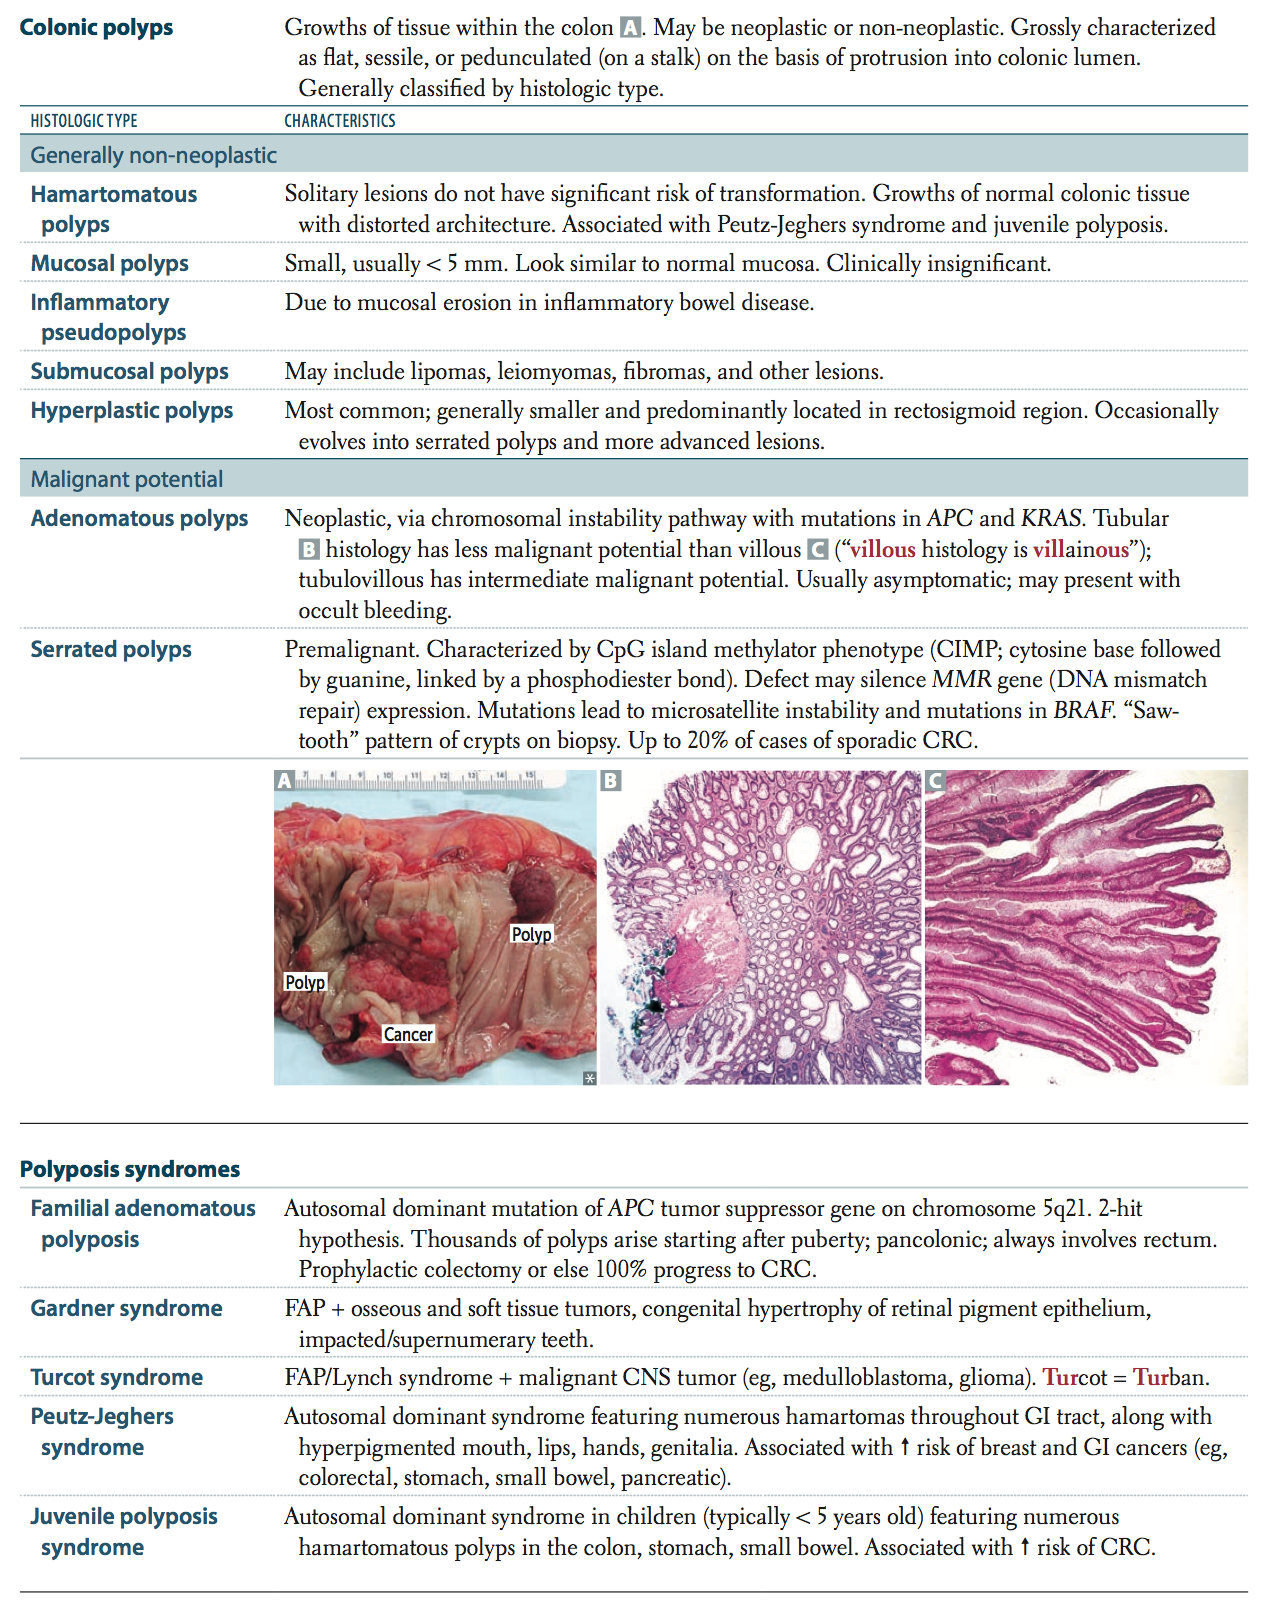 Colonic polyps
Growths of tissue within the colon A. May be neoplastic or non-neoplastic. Grossly characterized
as flat, sessile, or pedunculated (on a stalk) on the basis of protrusion into colonic lumen.
Generally classified by histologic type.
HISTOLOGIC TYPE
CHARACTERISTICS
Generally non-neoplastic
Hamartomatous
polyps
Solitary lesions do not have significant risk of transformation. Growths of normal colonic tissue
with distorted architecture. Associated with Peutz-Jeghers syndrome and juvenile polyposis.
Mucosal polyps
Small, usually < 5 mm. Look similar to normal mucosa. Clinically insignificant.
Inflammatory
pseudopolyps
Due to mucosal erosion in inflammatory bowel disease.
Submucosal polyps
May include lipomas, leiomyomas, fibromas, and other lesions.
Hyperplastic polyps
Most common; generally smaller and predominantly located in rectosigmoid region. Occasionally
evolves into serrated polyps and more advanced lesions.
Malignant potential
Adenomatous polyps
Neoplastic, via chromosomal instability pathway with mutations in APC and KRAS. Tubular
B histology has less malignant potential than villous C (“villous histology is villainous”);
tubulovillous has intermediate malignant potential. Usually asymptomatic; may present with
occult bleeding.
Serrated polyps
Premalignant. Characterized by CpG island methylator phenotype (CIMP; cytosine base followed
by guanine, linked by a phosphodiester bond). Defect may silence MMR gene (DNA mismatch
repair) expression. Mutations lead to microsatellite instability and mutations in BRAF. “Saw-
tooth” pattern of crypts on biopsy. Up to 20% of cases of sporadic CRC.
A
7 8 9 10 11 12 13 14 15
B
C
Polyp
Polyp
Cancer
Polyposis syndromes
Familial adenomatous
polyposis
Autosomal dominant mutation of APC tumor suppressor gene on chromosome 5q21. 2-hit
hypothesis. Thousands of polyps arise starting after puberty; pancolonic; always involves rectum.
Prophylactic colectomy or else 100% progress to CRC.
Gardner syndrome
FAP + osseous and soft tissue tumors, congenital hypertrophy of retinal pigment epithelium,
impacted/supernumerary teeth.
Turcot syndrome
FAP/Lynch syndrome + malignant CNS tumor (eg, medulloblastoma, glioma). Turcot = Turban.
Peutz-Jeghers
syndrome
Autosomal dominant syndrome featuring numerous hamartomas throughout GI tract, along with
hyperpigmented mouth, lips, hands, genitalia. Associated with ↑ risk of breast and GI cancers (eg,
colorectal, stomach, small bowel, pancreatic).
Juvenile polyposis
syndrome
Autosomal dominant syndrome in children (typically < 5 years old) featuring numerous
hamartomatous polyps in the colon, stomach, small bowel. Associated with ↑ risk of CRC.